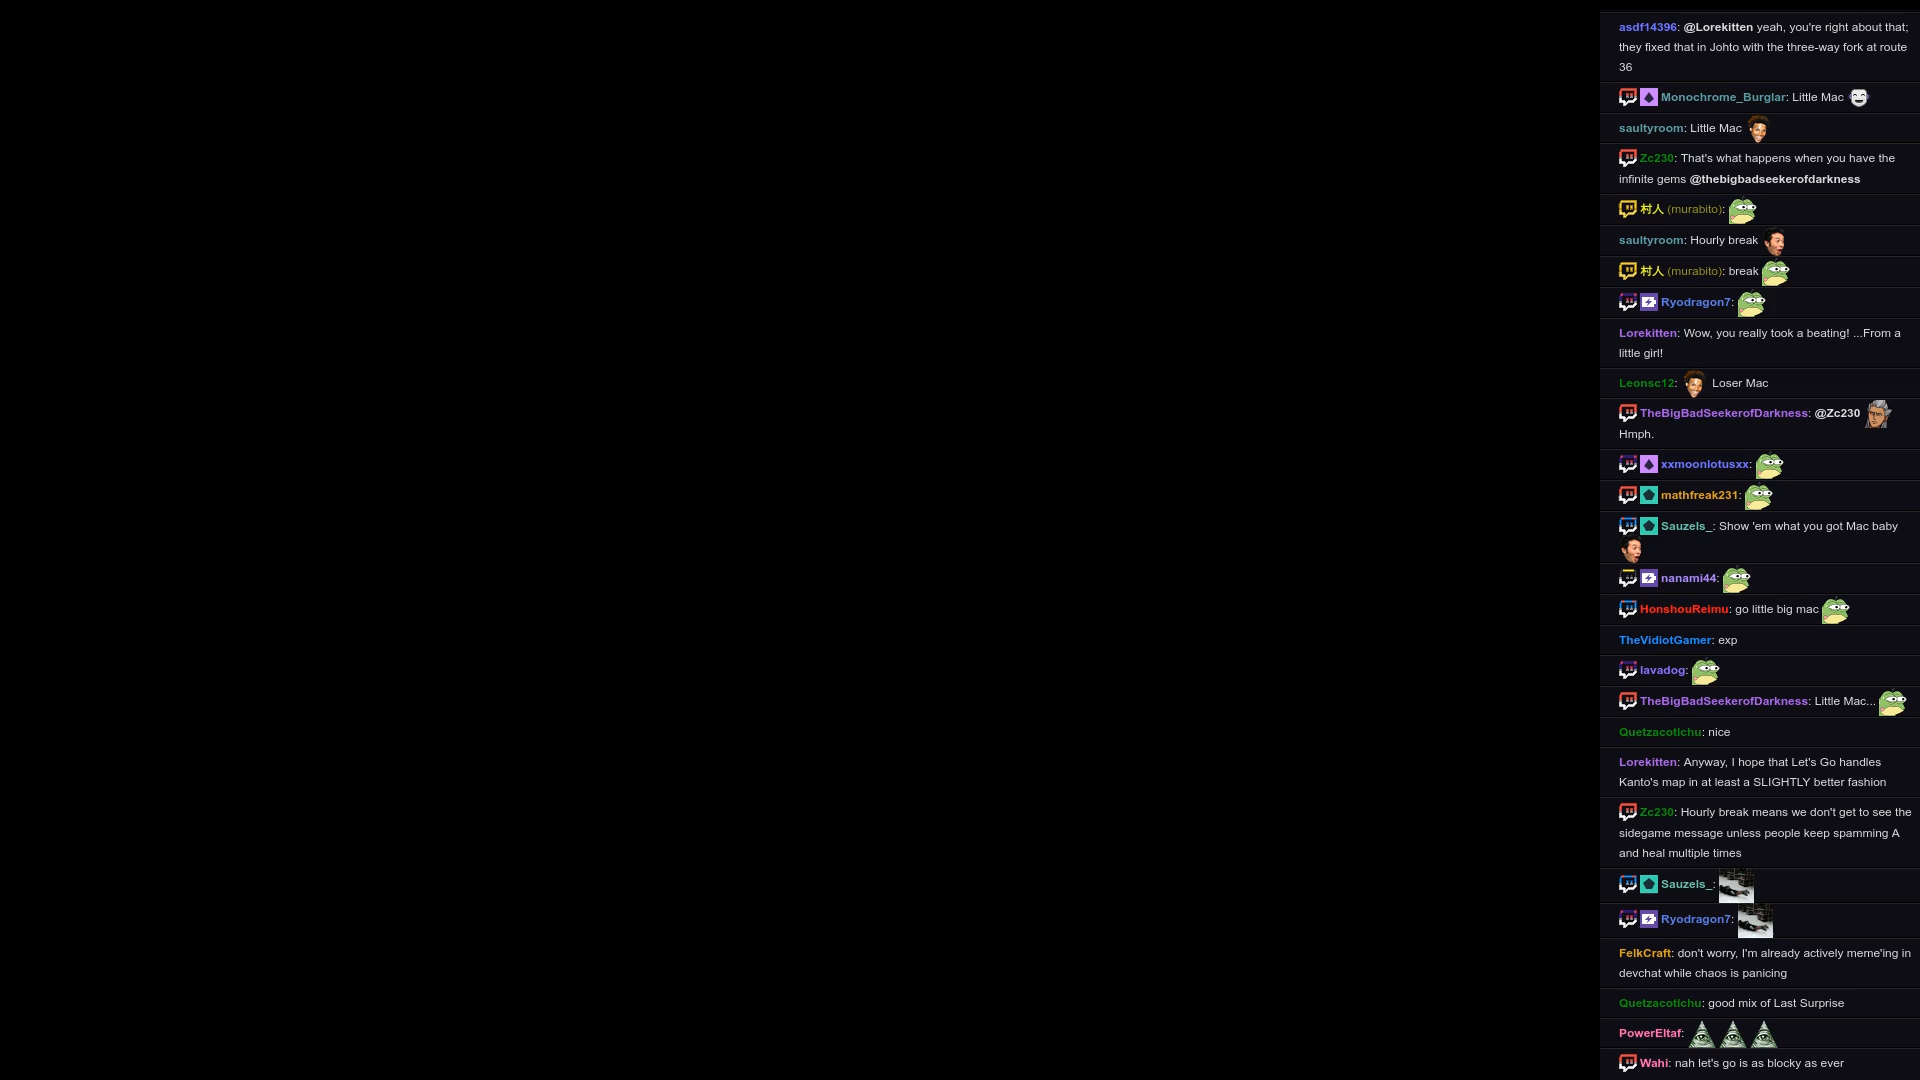 asdf14396: @Lorekitten yeah, you're right about that;
they fixed that in Johto with the three-way fork at route
36
Monochrome_Burglar: Little Mac
saultyroom: Little Mac
Zc230: That's what happens when you have the
infinite gems @thebigbadseekerofdarkness
村人 (murabito):
saultyroom: Hourly break
村人 (murabito): break
Ryodragon7:
Lorekitten: Wow, you really took a beating! ...From a
little girl!
Leonsc12: Loser Mac
TheBigBadSeekerofDarkness: @Zc230
Hmph.
xxmoonlotusxx:
mathfreak231:
Sauzels_: Show 'em what you got Mac baby
nanami44:
HonshouReimu: go little big mac
TheVidiotGamer: exp
lavadog:
TheBigBadSeekerofDarkness: Little Mac...
Quetzacotlchu: nice
Lorekitten: Anyway, I hope that Let's Go handles
Kanto's map in at least a SLIGHTLY better fashion
Zc230: Hourly break means we don't get to see the
sidegame message unless people keep spamming A
and heal multiple times
Sauzels_:
Ryodragon7:
FelkCraft: don't worry, I'm already actively meme'ing in
devchat while chaos is panicing
Quetzacotlchu: good mix of Last Surprise
PowerEltaf:
Wahi: nah let's go is as blocky as ever